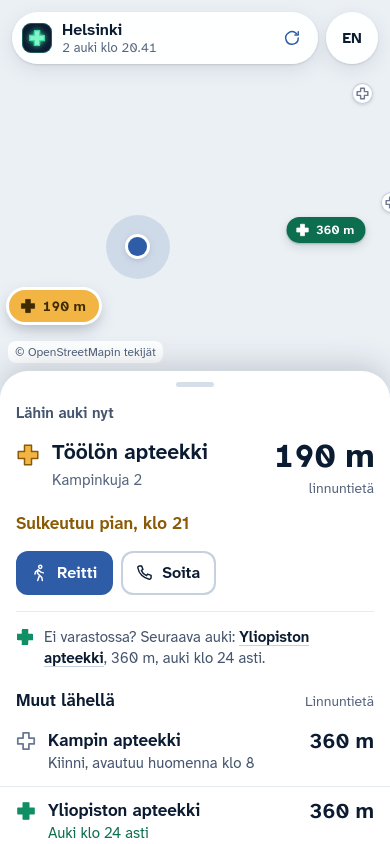 Helsinki
2 auki klo 20.41
EN
360 m
190 m
© OpenStreetMapin tekijät
Lähin auki nyt
Töölön apteekki
190 m
Kampinkuja 2
linnuntietä
Sulkeutuu pian, klo 21
Reitti
Soita
Ei varastossa? Seuraava auki: Yliopiston
apteekki, 360 m, auki klo 24 asti.
Muut lähellä
Linnuntietä
Kampin apteekki
360 m
Kiinni, avautuu huomenna klo 8
Yliopiston apteekki
360 m
Auki klo 24 asti